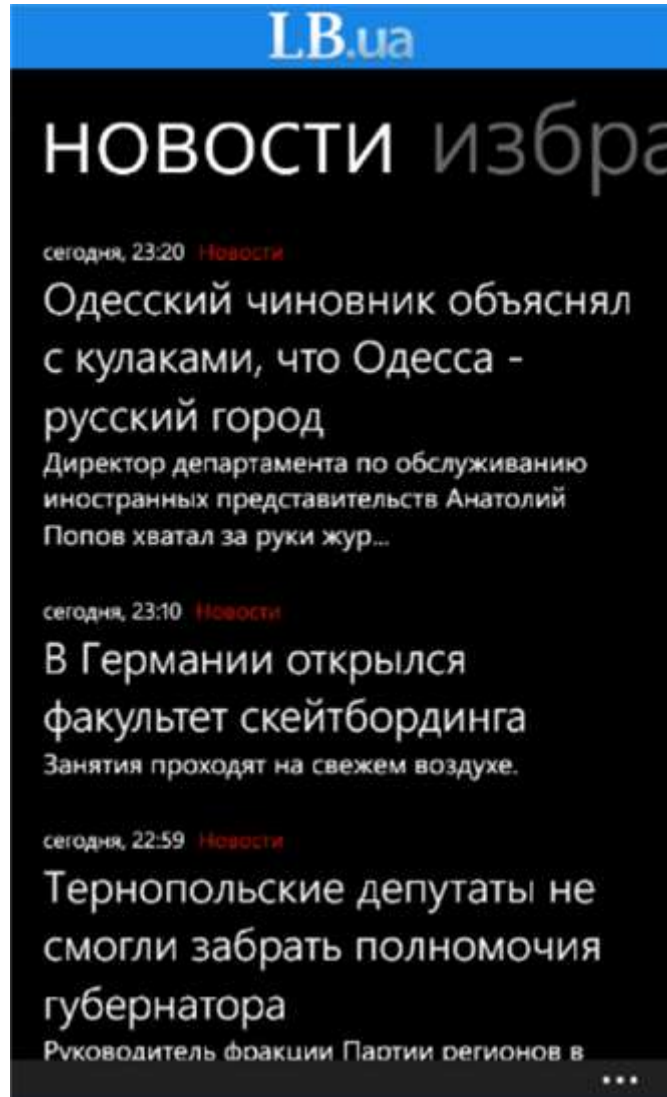 LB.ua
новости избра
сегодня, 23:20 Новости
Одесский чиновник объяснял
с кулаками, что Одесса -
русский город
Директор департамента по обслуживанию
иностранных представительств Анатолий
Попов хватал за руки жур...
сегодня, 23:10 Новости
В Германии открылся
факультет скейтбординга
Занятия проходят на свежем воздухе.
сегодня, 22:59 Новости
Тернопольские депутаты не
смогли забрать полномочия
губернатора
Руководитель фракции Партии регионов в
...